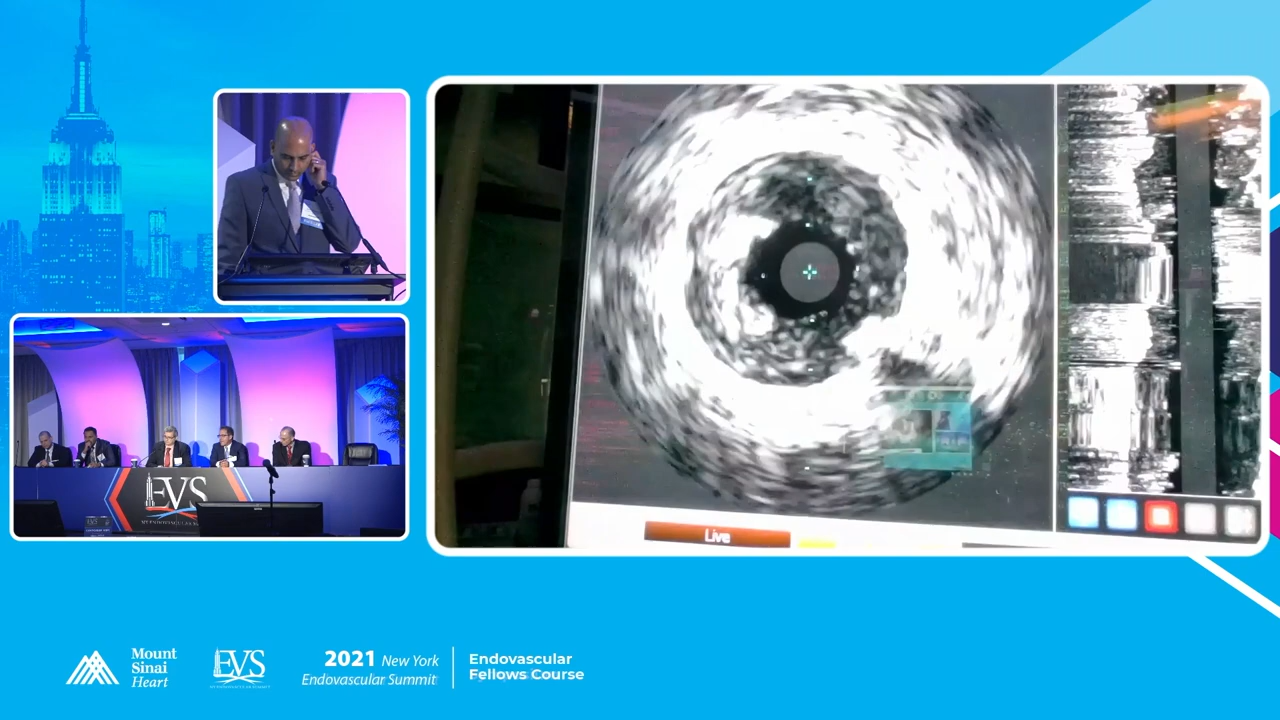 Live
EVS
Mount
Sinai
Heart
EVS
2021 New York
Endovascular Summit
Endovascular
Fellows Course